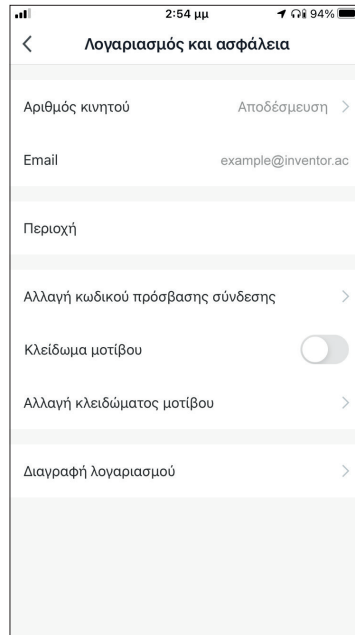 2:54 μμ 94%
Λογαριασμός και ασφάλεια
Αριθμός κινητού Αποδέσμευση
Email example@inventor.ac
Περιοχή
Αλλαγή κωδικού πρόσβασης σύνδεσης
Κλείδωμα μοτίβου
Αλλαγή κλειδώματος μοτίβου
Διαγραφή λογαριασμού